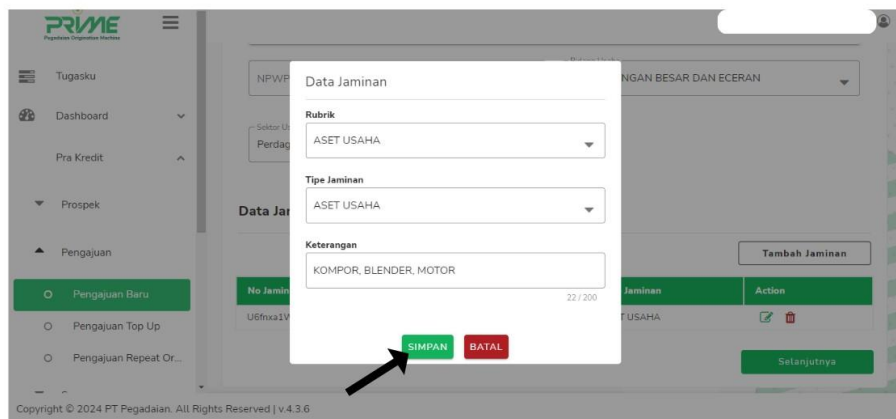 PRIME
Pegadaian Origination Machine
Tugasku
Dashboard
Pra Kredit
Prospek
Pengajuan
Pengajuan Baru
Pengajuan Top Up
Pengajuan Repeat Or...
NPWP
NGAN BESAR DAN ECERAN
Sektor
Perdag
Data Jar
Tambah Jaminan
No Jamin
Jaminan
Action
USAHA
Selanjutnya
Data Jaminan
Rubrik
ASET USAHA
Tipe Jaminan
ASET USAHA
Keterangan
KOMPOR, BLENDER, MOTOR
22 / 200
SIMPAN BATAL
Copyright © 2024 PT Pegadaian. All Rights Reserved | v.4.3.6